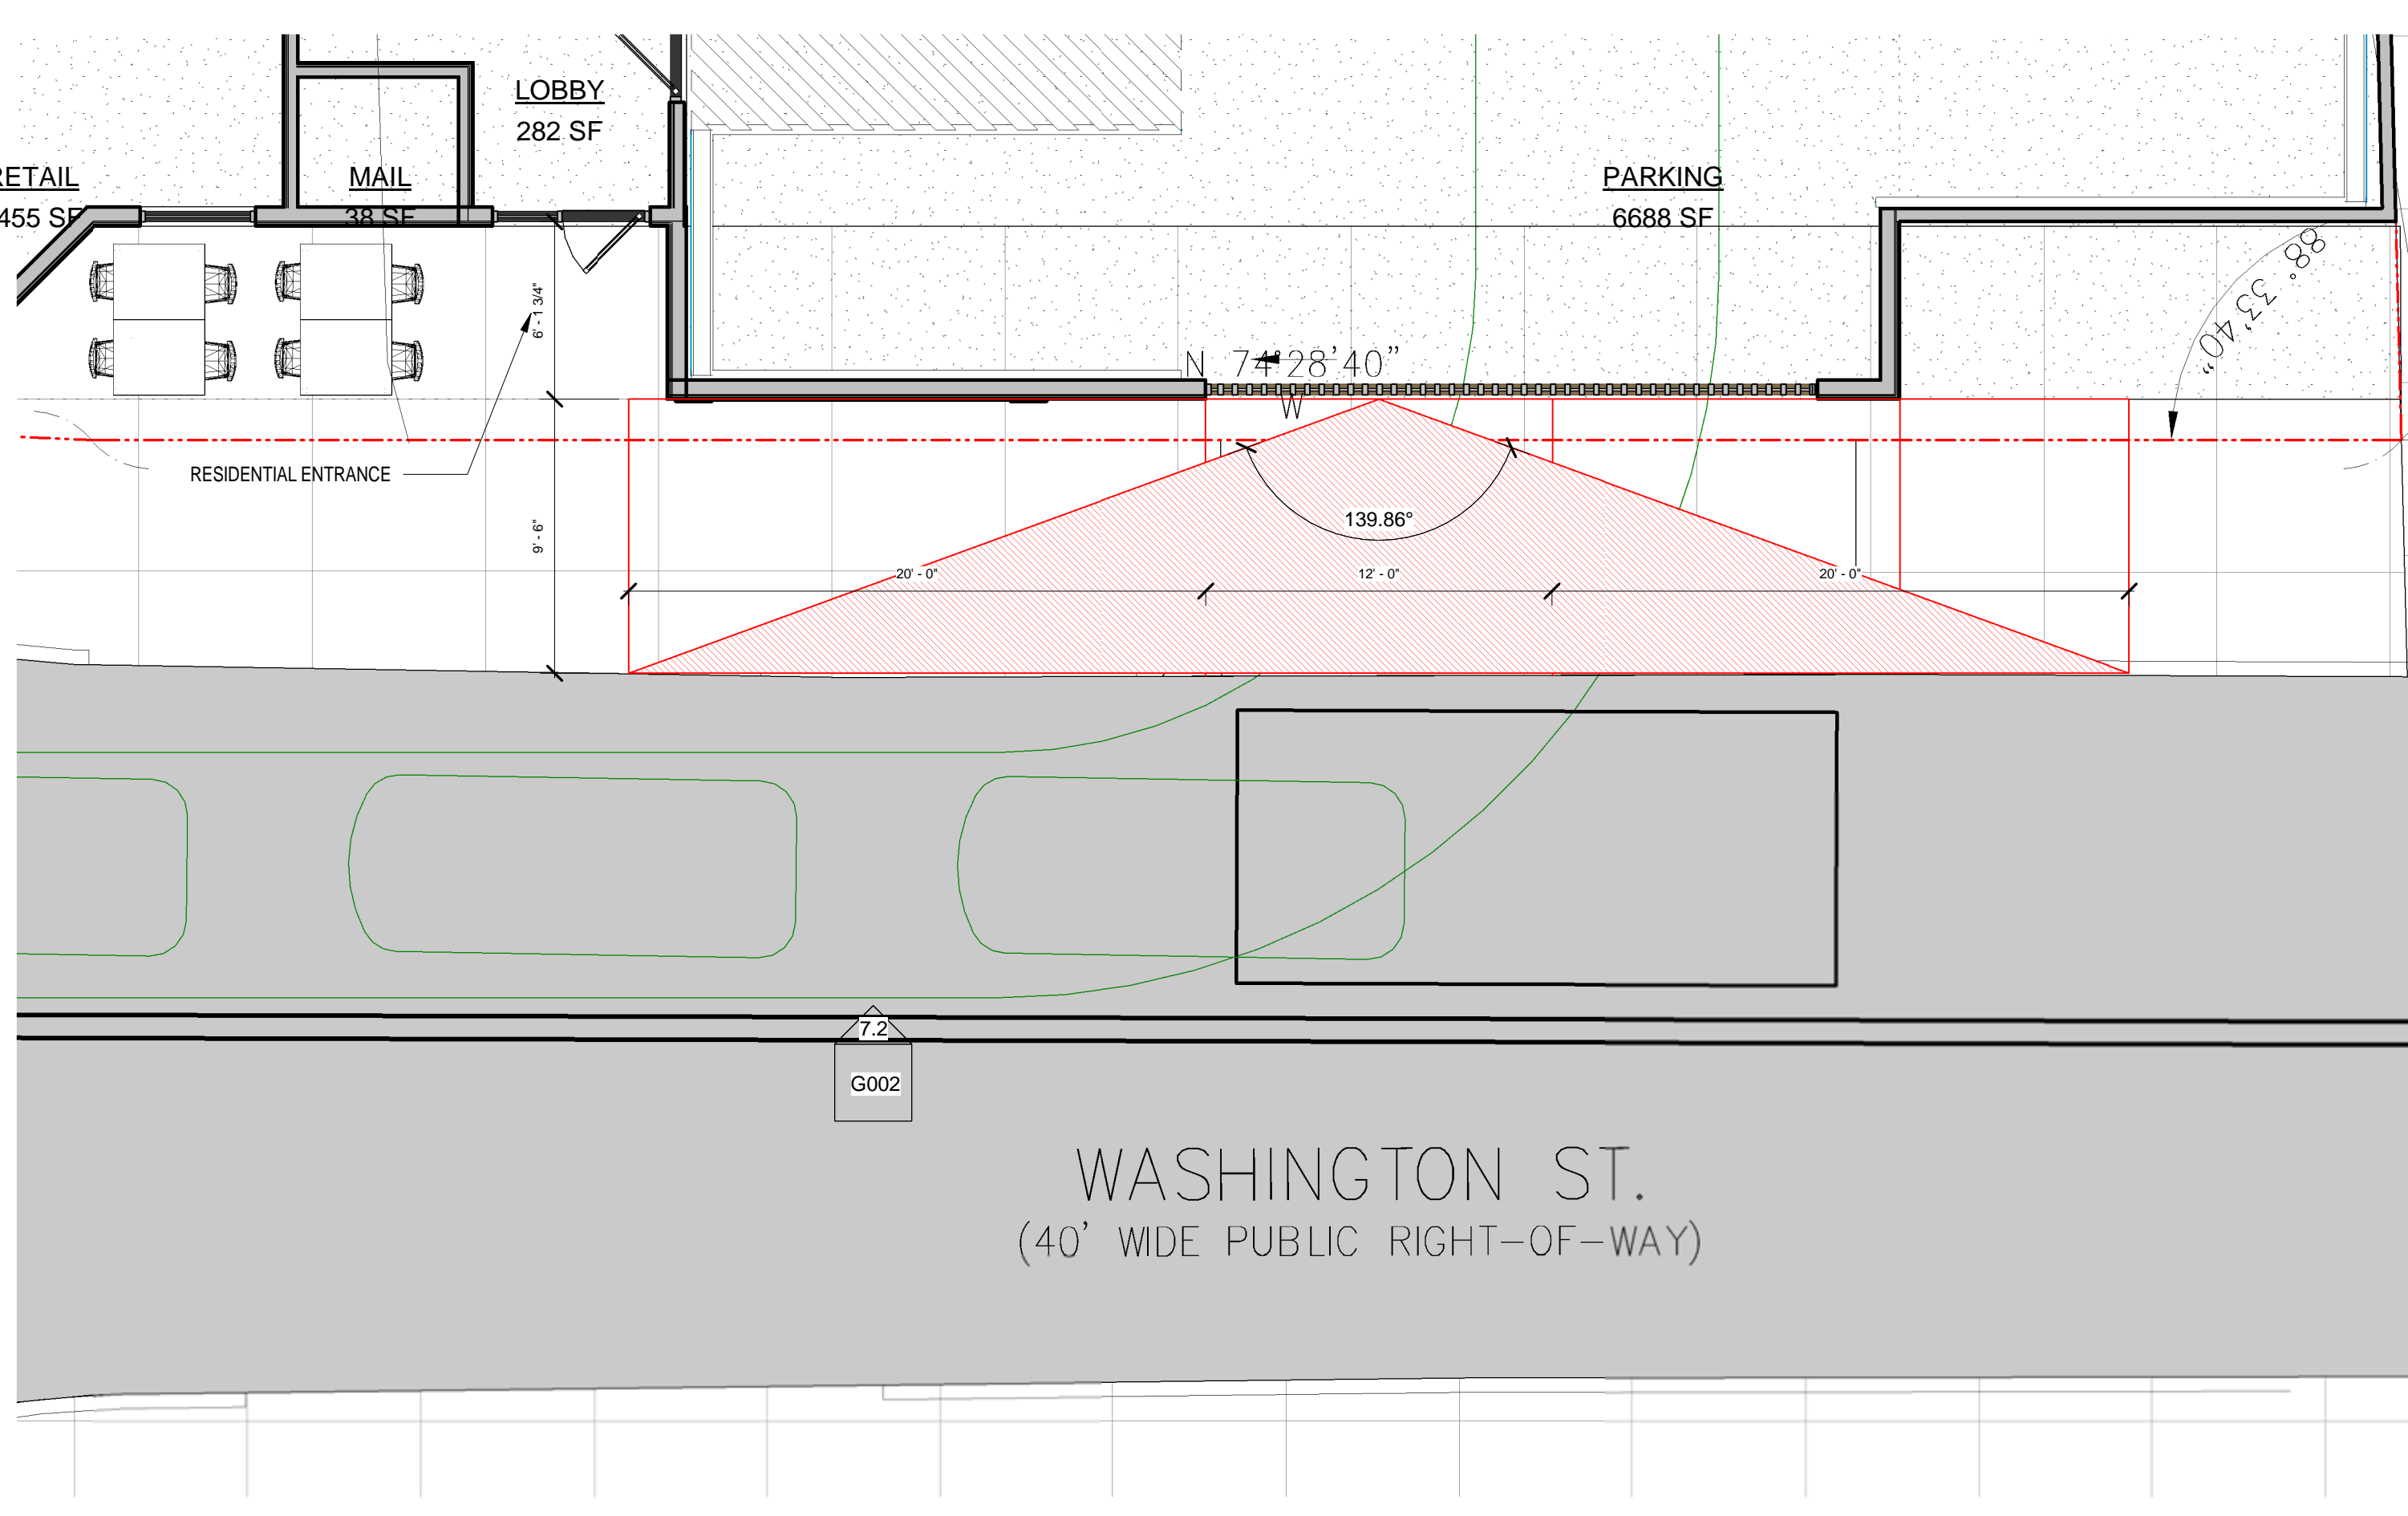 LOBBY
282 SF
RETAIL
455 SF
MAIL
38 SF
PARKING
6688 SF
88° 33'40"
6' - 1 3/4"
N 74°28'40"
W
RESIDENTIAL ENTRANCE
139.86°
9' - 6"
20' - 0"
12' - 0"
20' - 0"
7.2
G002
WASHINGTON ST.
(40' WIDE PUBLIC RIGHT-OF-WAY)